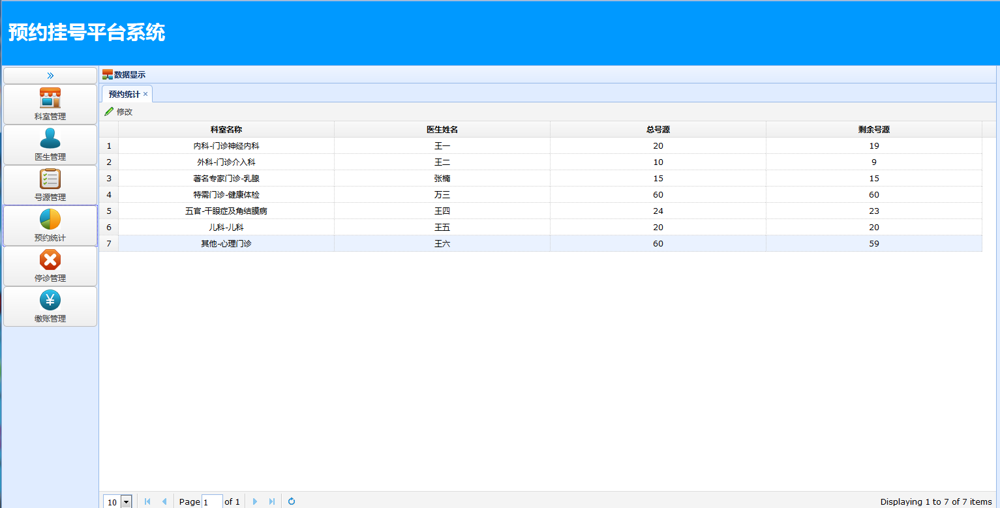 预约挂号平台系统
科室管理
医生管理
号源管理
预约统计
停诊管理
缴账管理
数据显示
预约统计
修改
科室名称 医生姓名 总号源 剩余号源
1 内科-门诊神经内科 王一 20 19
2 外科-门诊介入科 王二 10 9
3 著名专家门诊-乳腺 张楠 15 15
4 特需门诊-健康体检 万三 60 60
5 五官-干眼症及角结膜病 王四 24 23
6 儿科-儿科 王五 20 20
7 其他-心理门诊 王六 60 59
10 Page 1 of 1 Displaying 1 to 7 of 7 items